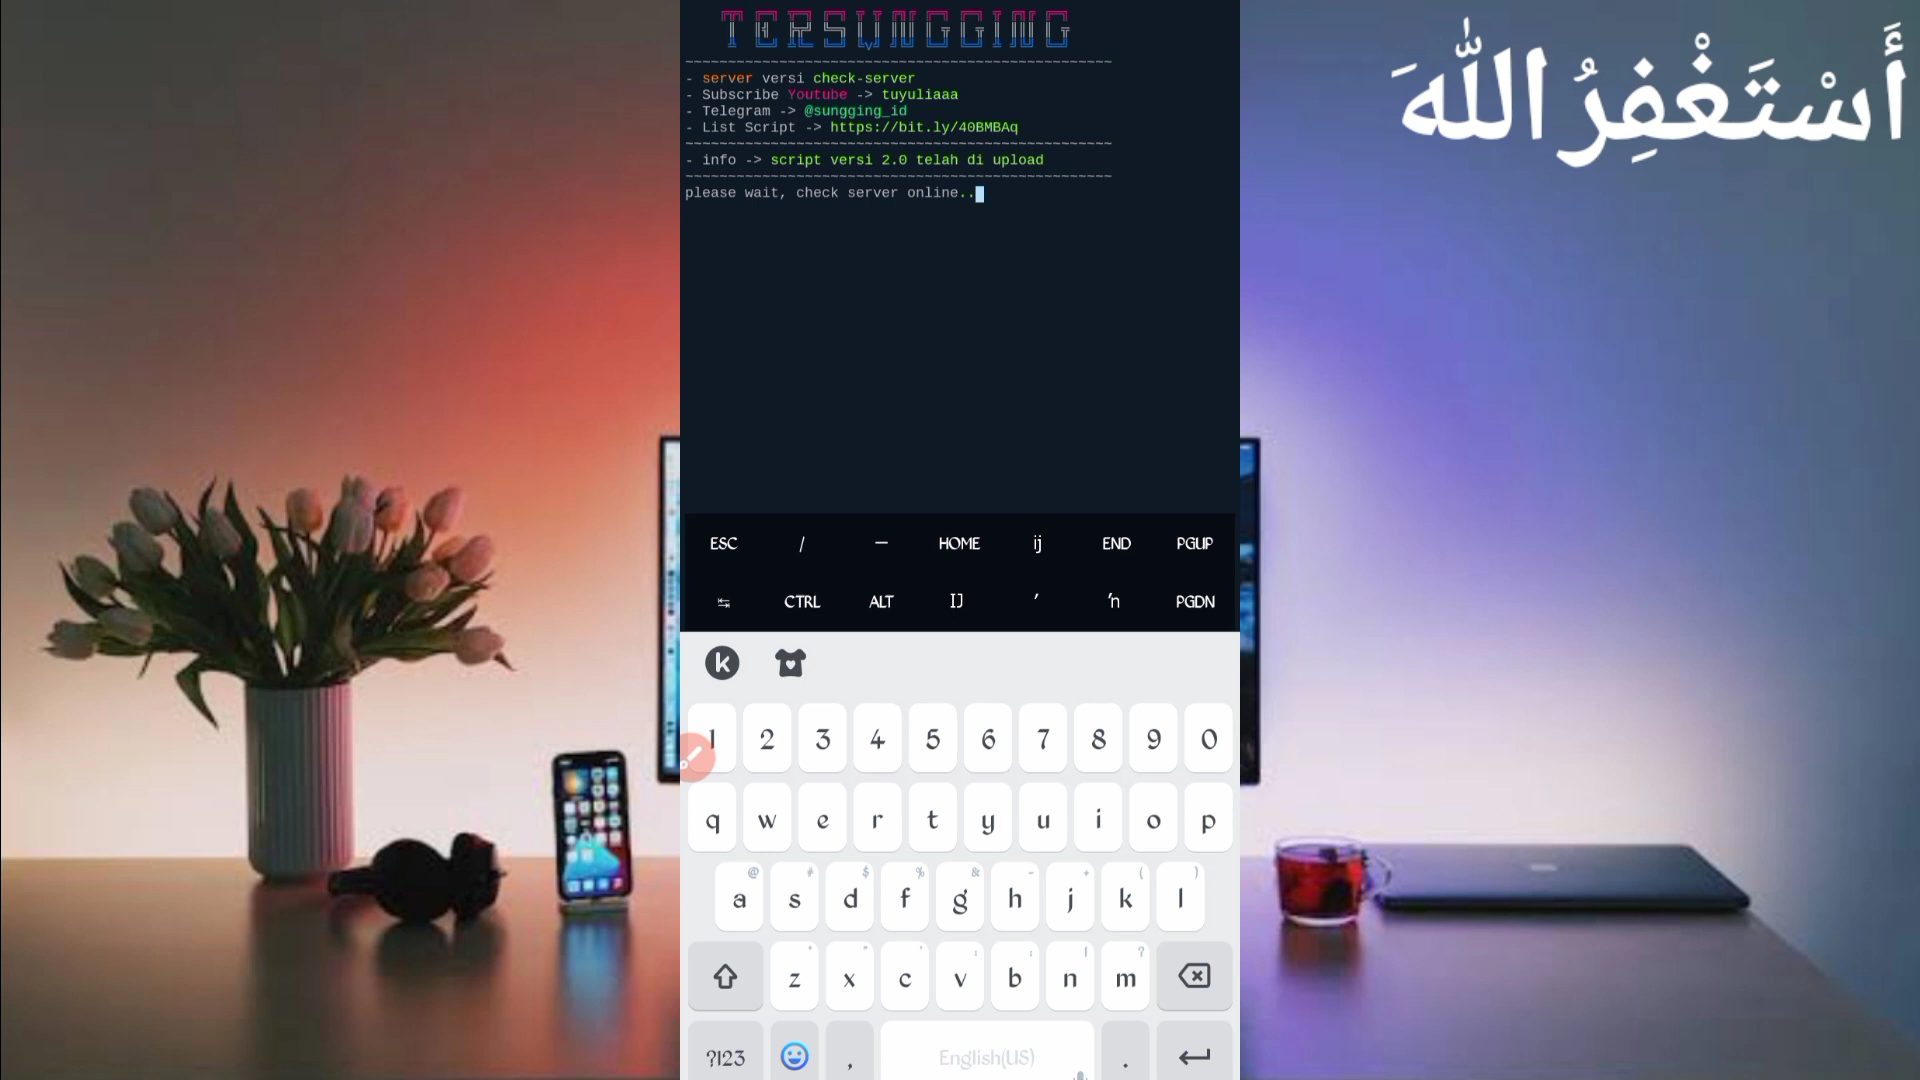 TERSUNGGING
أَسْتَغْفِرُ اللّٰهَ
~~~~~~~~~~~~~~~~~~~~~~~~~~~~~~~~~~~~~~~~~~~~~~~~~~
- server versi check-server
- Subscribe Youtube -> tuyuliaaa
- Telegram -> @sungging_id
- List Script -> https://bit.ly/40BMBAq
~~~~~~~~~~~~~~~~~~~~~~~~~~~~~~~~~~~~~~~~~~~~~~~~~~
- info -> script versi 2.0 telah di upload
~~~~~~~~~~~~~~~~~~~~~~~~~~~~~~~~~~~~~~~~~~~~~~~~~~
please wait, check server online..
ESC / — HOME ij END PGUP
CTRL ALT ' 'n PGDN
k
1 2 3 4 5 6 7 8 9 0
q w e r t y u i o p
a s d f g h j k l
z x c v b n m
?123 , English(US) .